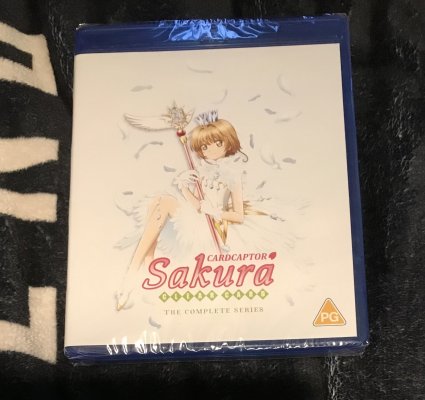 CARDCAPTOR
Sakura
CLEAR CARD
THE COMPLETE SERIES
PG